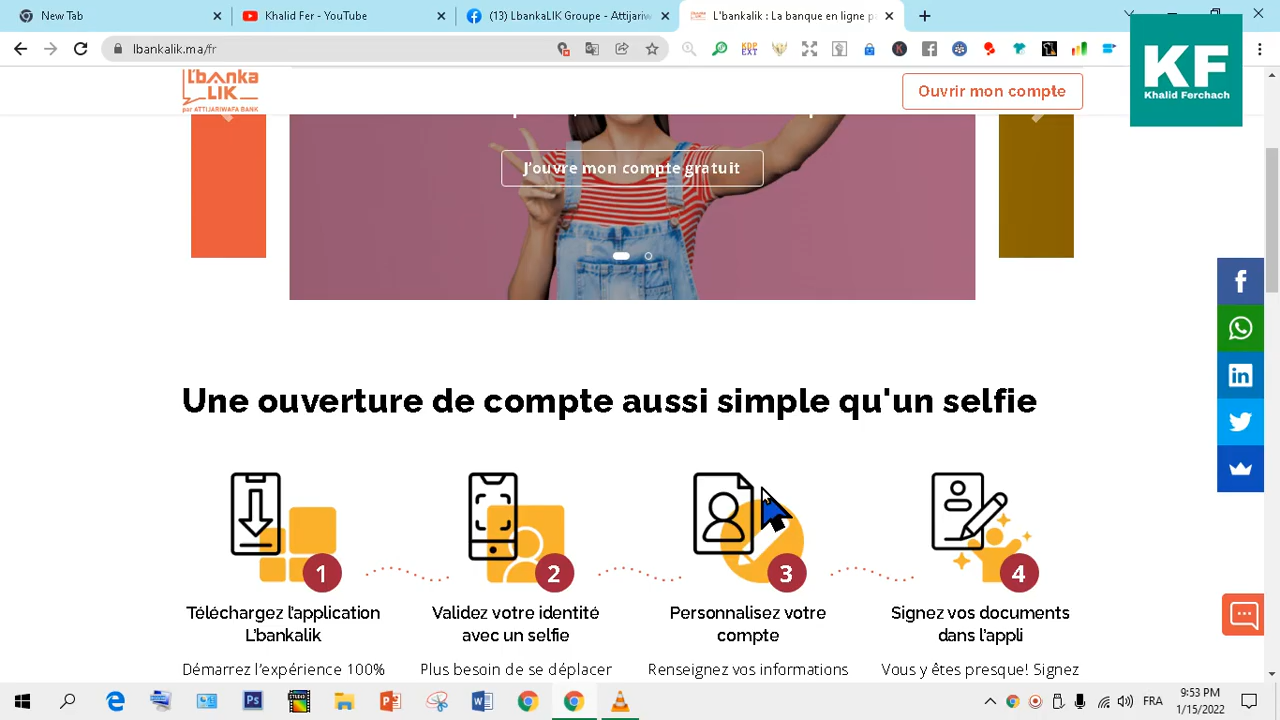 New Tab
Khalid Fer - YouTube
(13) LbankaLIK Groupe - Attijariw
L'bankalik : La banque en ligne p
lbankalik.ma/fr
KDP
EXT
KF
Khalid Ferchach
L'banka
LIK
par ATTIJARIWAFA BANK
Ouvrir mon compte
J'ouvre mon compte gratuit
Une ouverture de compte aussi simple qu'un selfie
1
2
3
4
Téléchargez l'application
L'bankalik
Validez votre identité
avec un selfie
Personnalisez votre
compte
Signez vos documents
dans l'appli
Démarrez l'expérience 100%
Plus besoin de se déplacer
Renseignez vos informations
Vous y êtes presque! Signez
FRA
9:53 PM
1/15/2022